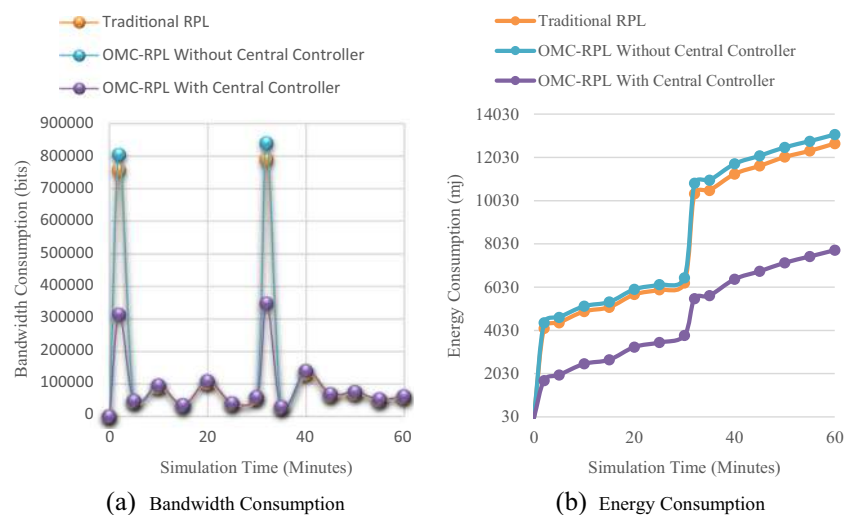 Traditional RPL
OMC-RPL Without Central Controller
OMC-RPL With Central Controller
Bandwidth Consumption (bits)
900000
800000
700000
600000
500000
400000
300000
200000
100000
0
0 20 40 60
Simulation Time (Minutes)
(a) Bandwidth Consumption
Traditional RPL
OMC-RPL Without Central Controller
OMC-RPL With Central Controller
Energy Consumption (mj)
14030
12030
10030
8030
6030
4030
2030
30
0 20 40 60
Simulation Time (Minutes)
(b) Energy Consumption